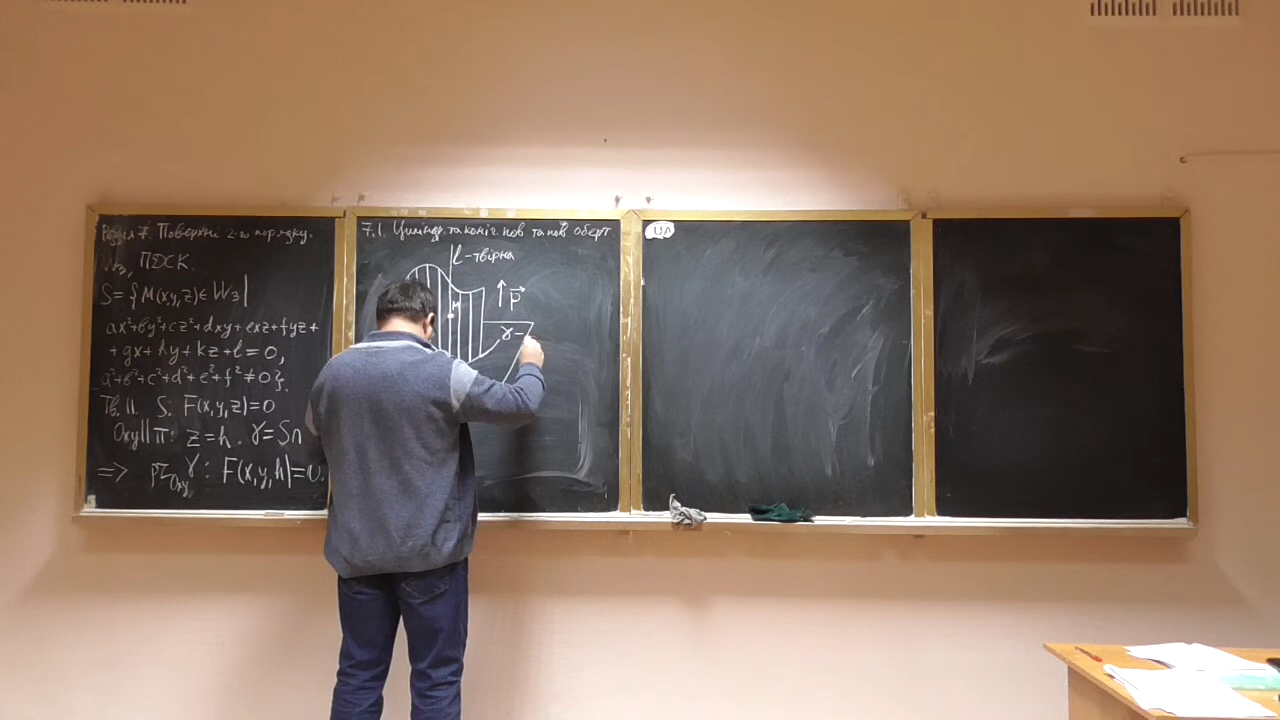 Розділ 7. Поверхні 2-го порядку.
W₃, ПДСК.
S = { M(x,y,z) ∈ W₃ |
ax²+by²+cz²+dxy+exz+fyz+
+gx+hy+kz+l=0,
a²+b²+c²+d²+e²+f²≠0}.
Тв. 11. S: F(x,y,z)=0
Oxy||π: z=h. γ=S∩
=> pr_Oxy γ: F(x,y,h)=0.
7.1. Циліндр. та коніч. пов. та пов. оберт.
l - твірна
M
p⃗
γ -
UA